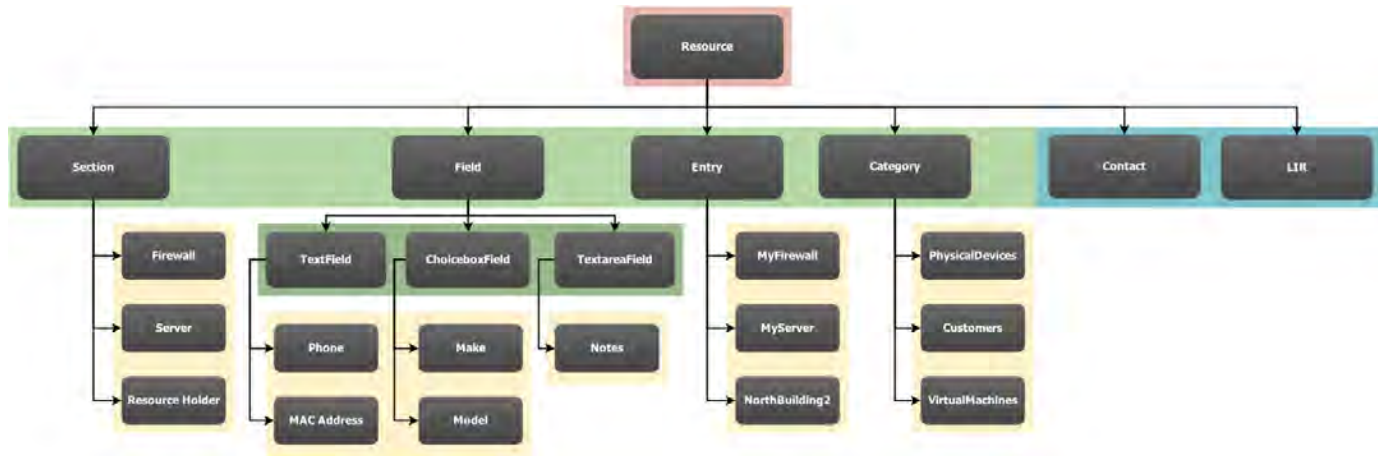 Resource
Section
Field
Entry
Category
Contact
LIR
Firewall
TextField
ChoiceboxField
TextareaField
MyFirewall
PhysicalDevices
Server
Phone
Make
Notes
MyServer
Customers
Resource Holder
MAC Address
Model
NorthBuilding2
VirtualMachines